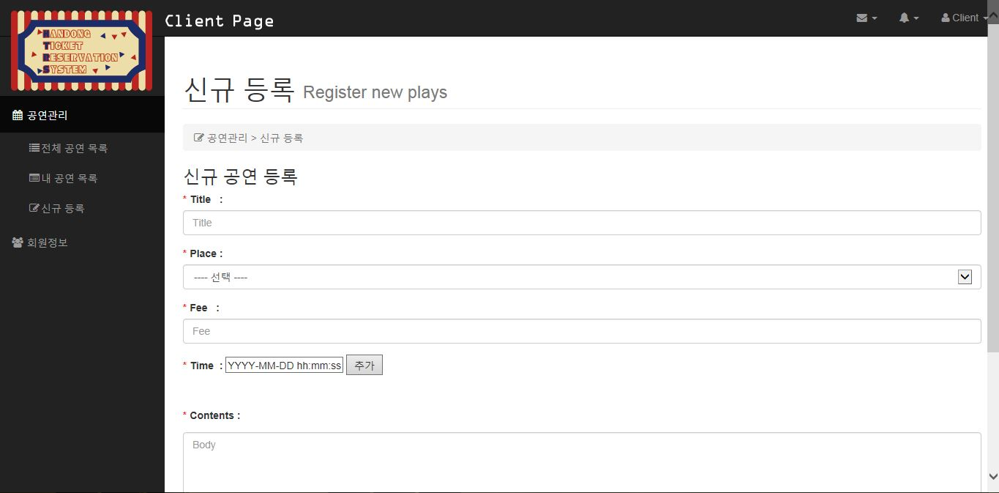 HANDONG
TICKET
RESERVATION
SYSTEM
Client Page
Client
공연관리
전체 공연 목록
내 공연 목록
신규 등록
회원정보
신규 등록 Register new plays
공연관리 > 신규 등록
신규 공연 등록
* Title :
Title
* Place :
---- 선택 ----
* Fee :
Fee
* Time : YYYY-MM-DD hh:mm:ss 추가
* Contents :
Body